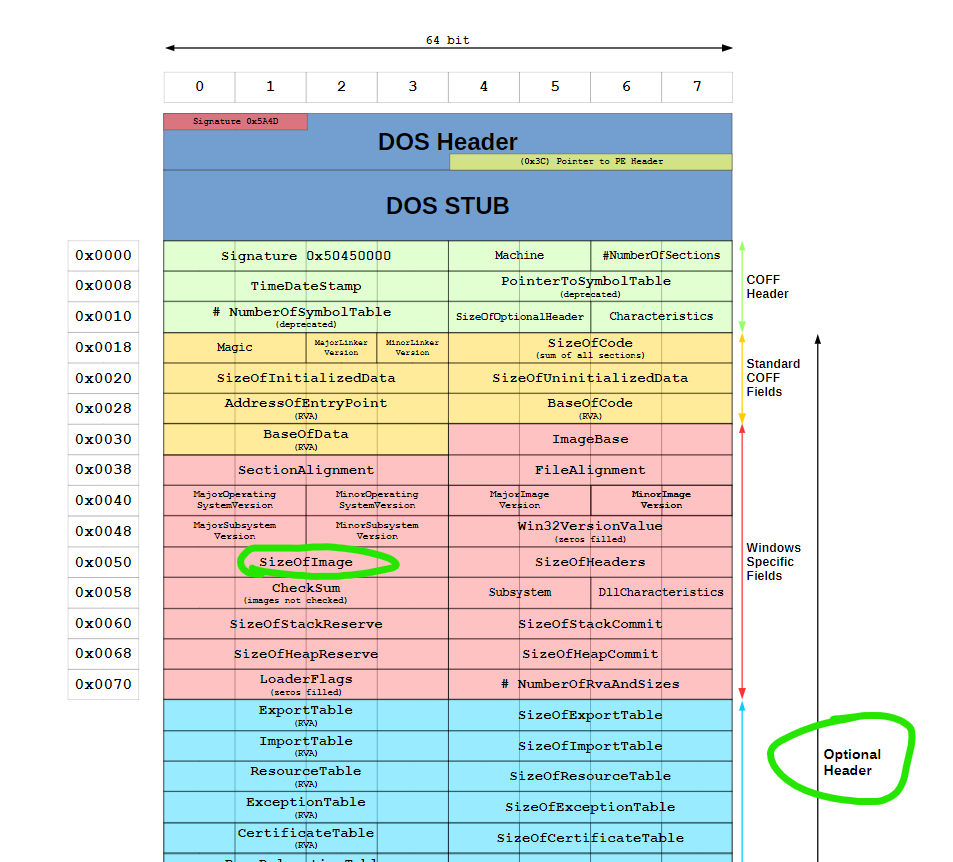 64 bit
0 1 2 3 4 5 6 7
Signature 0x5A4D
DOS Header
(0x3C) Pointer to PE Header
DOS STUB
0x0000 Signature 0x50450000 Machine #NumberOfSections
0x0008 TimeDateStamp PointerToSymbolTable
(deprecated)
0x0010 # NumberOfSymbolTable SizeOfOptionalHeader Characteristics
(deprecated)
COFF
Header
0x0018 Magic MajorLinker MinorLinker SizeOfCode
Version Version (sum of all sections)
0x0020 SizeOfInitializedData SizeOfUninitializedData
0x0028 AddressOfEntryPoint BaseOfCode
(RVA) (RVA)
Standard
COFF
Fields
0x0030 BaseOfData ImageBase
(RVA)
0x0038 SectionAlignment FileAlignment
0x0040 MajorOperating MinorOperating MajorImage MinorImage
SystemVersion SystemVersion Version Version
0x0048 MajorSubsystem MinorSubsystem Win32VersionValue
Version Version (zeros filled)
0x0050 SizeOfImage SizeOfHeaders
0x0058 CheckSum Subsystem DllCharacteristics
(images not checked)
0x0060 SizeOfStackReserve SizeOfStackCommit
0x0068 SizeOfHeapReserve SizeOfHeapCommit
0x0070 LoaderFlags # NumberOfRvaAndSizes
(zeros filled)
Windows
Specific
Fields
ExportTable SizeOfExportTable
(RVA)
ImportTable SizeOfImportTable
(RVA)
ResourceTable SizeOfResourceTable
(RVA)
ExceptionTable SizeOfExceptionTable
(RVA)
CertificateTable SizeOfCertificateTable
(RVA)
Optional
Header